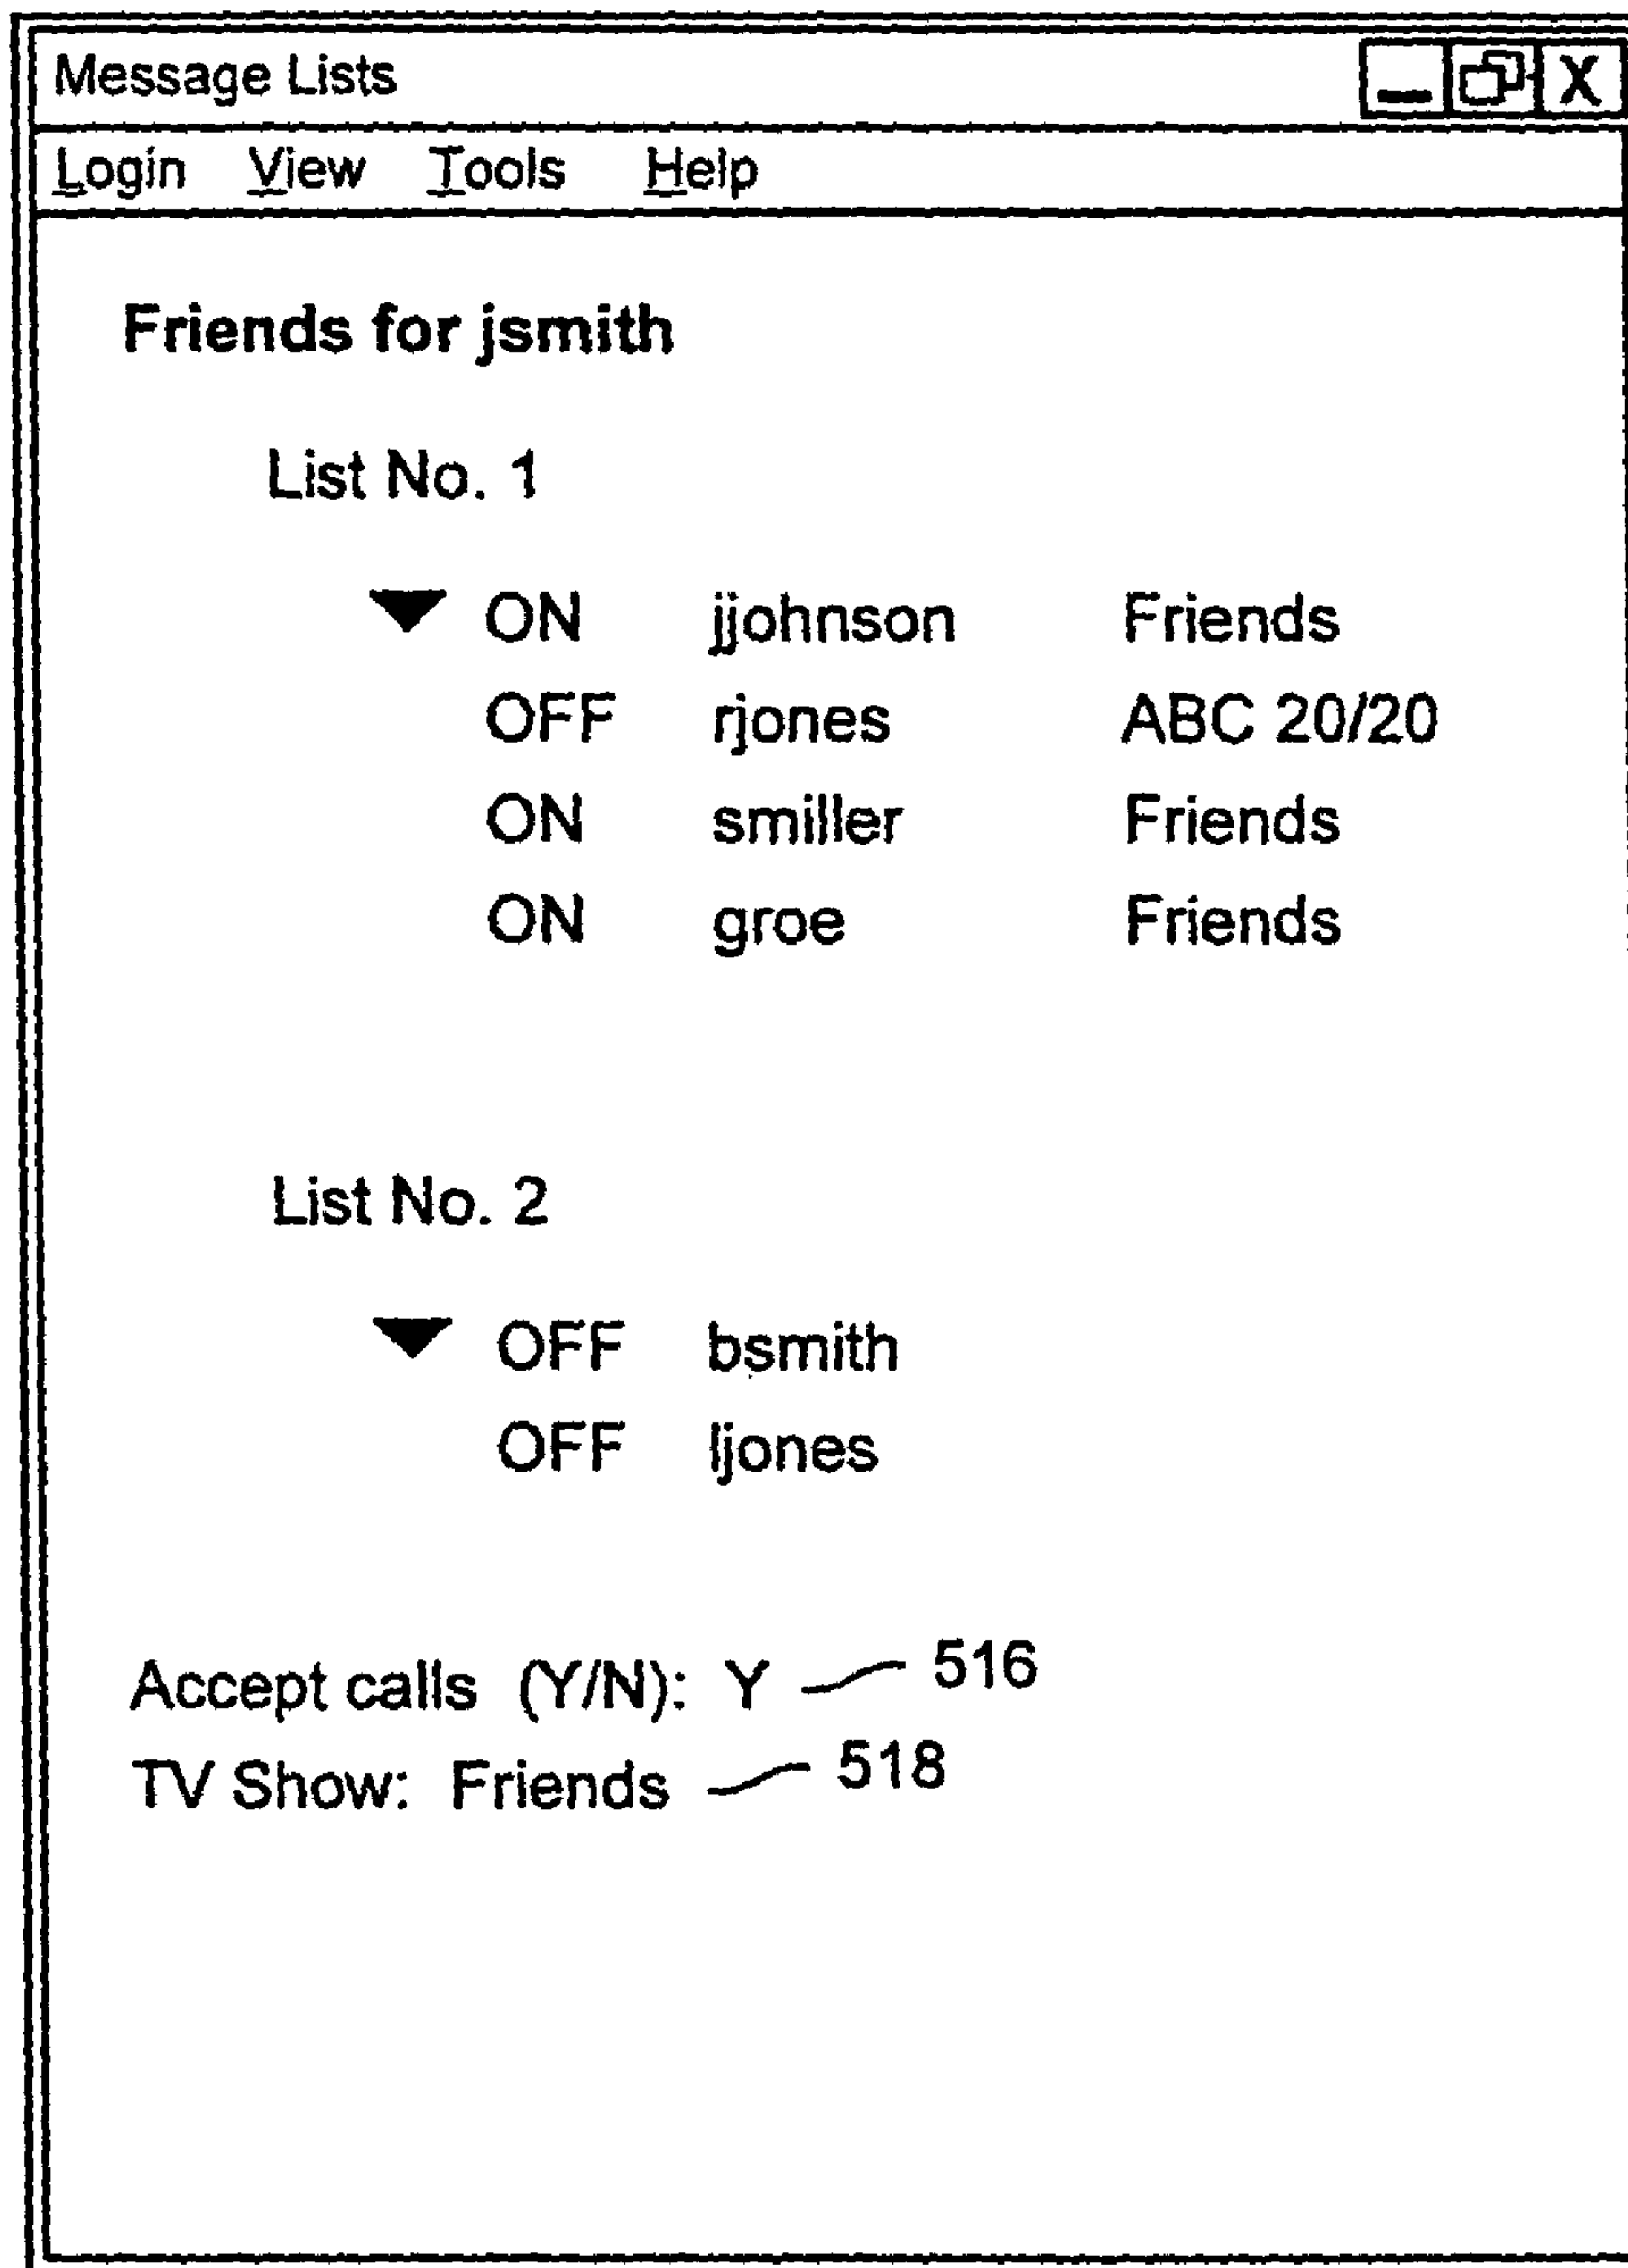 Message Lists X
Login View Tools Help
Friends for jsmith
List No. 1
ON jjohnson Friends
OFF rjones ABC 20/20
ON smiller Friends
ON groe Friends
List No. 2
OFF bsmith
OFF ljones
Accept calls (Y/N): Y 516
TV Show: Friends 518